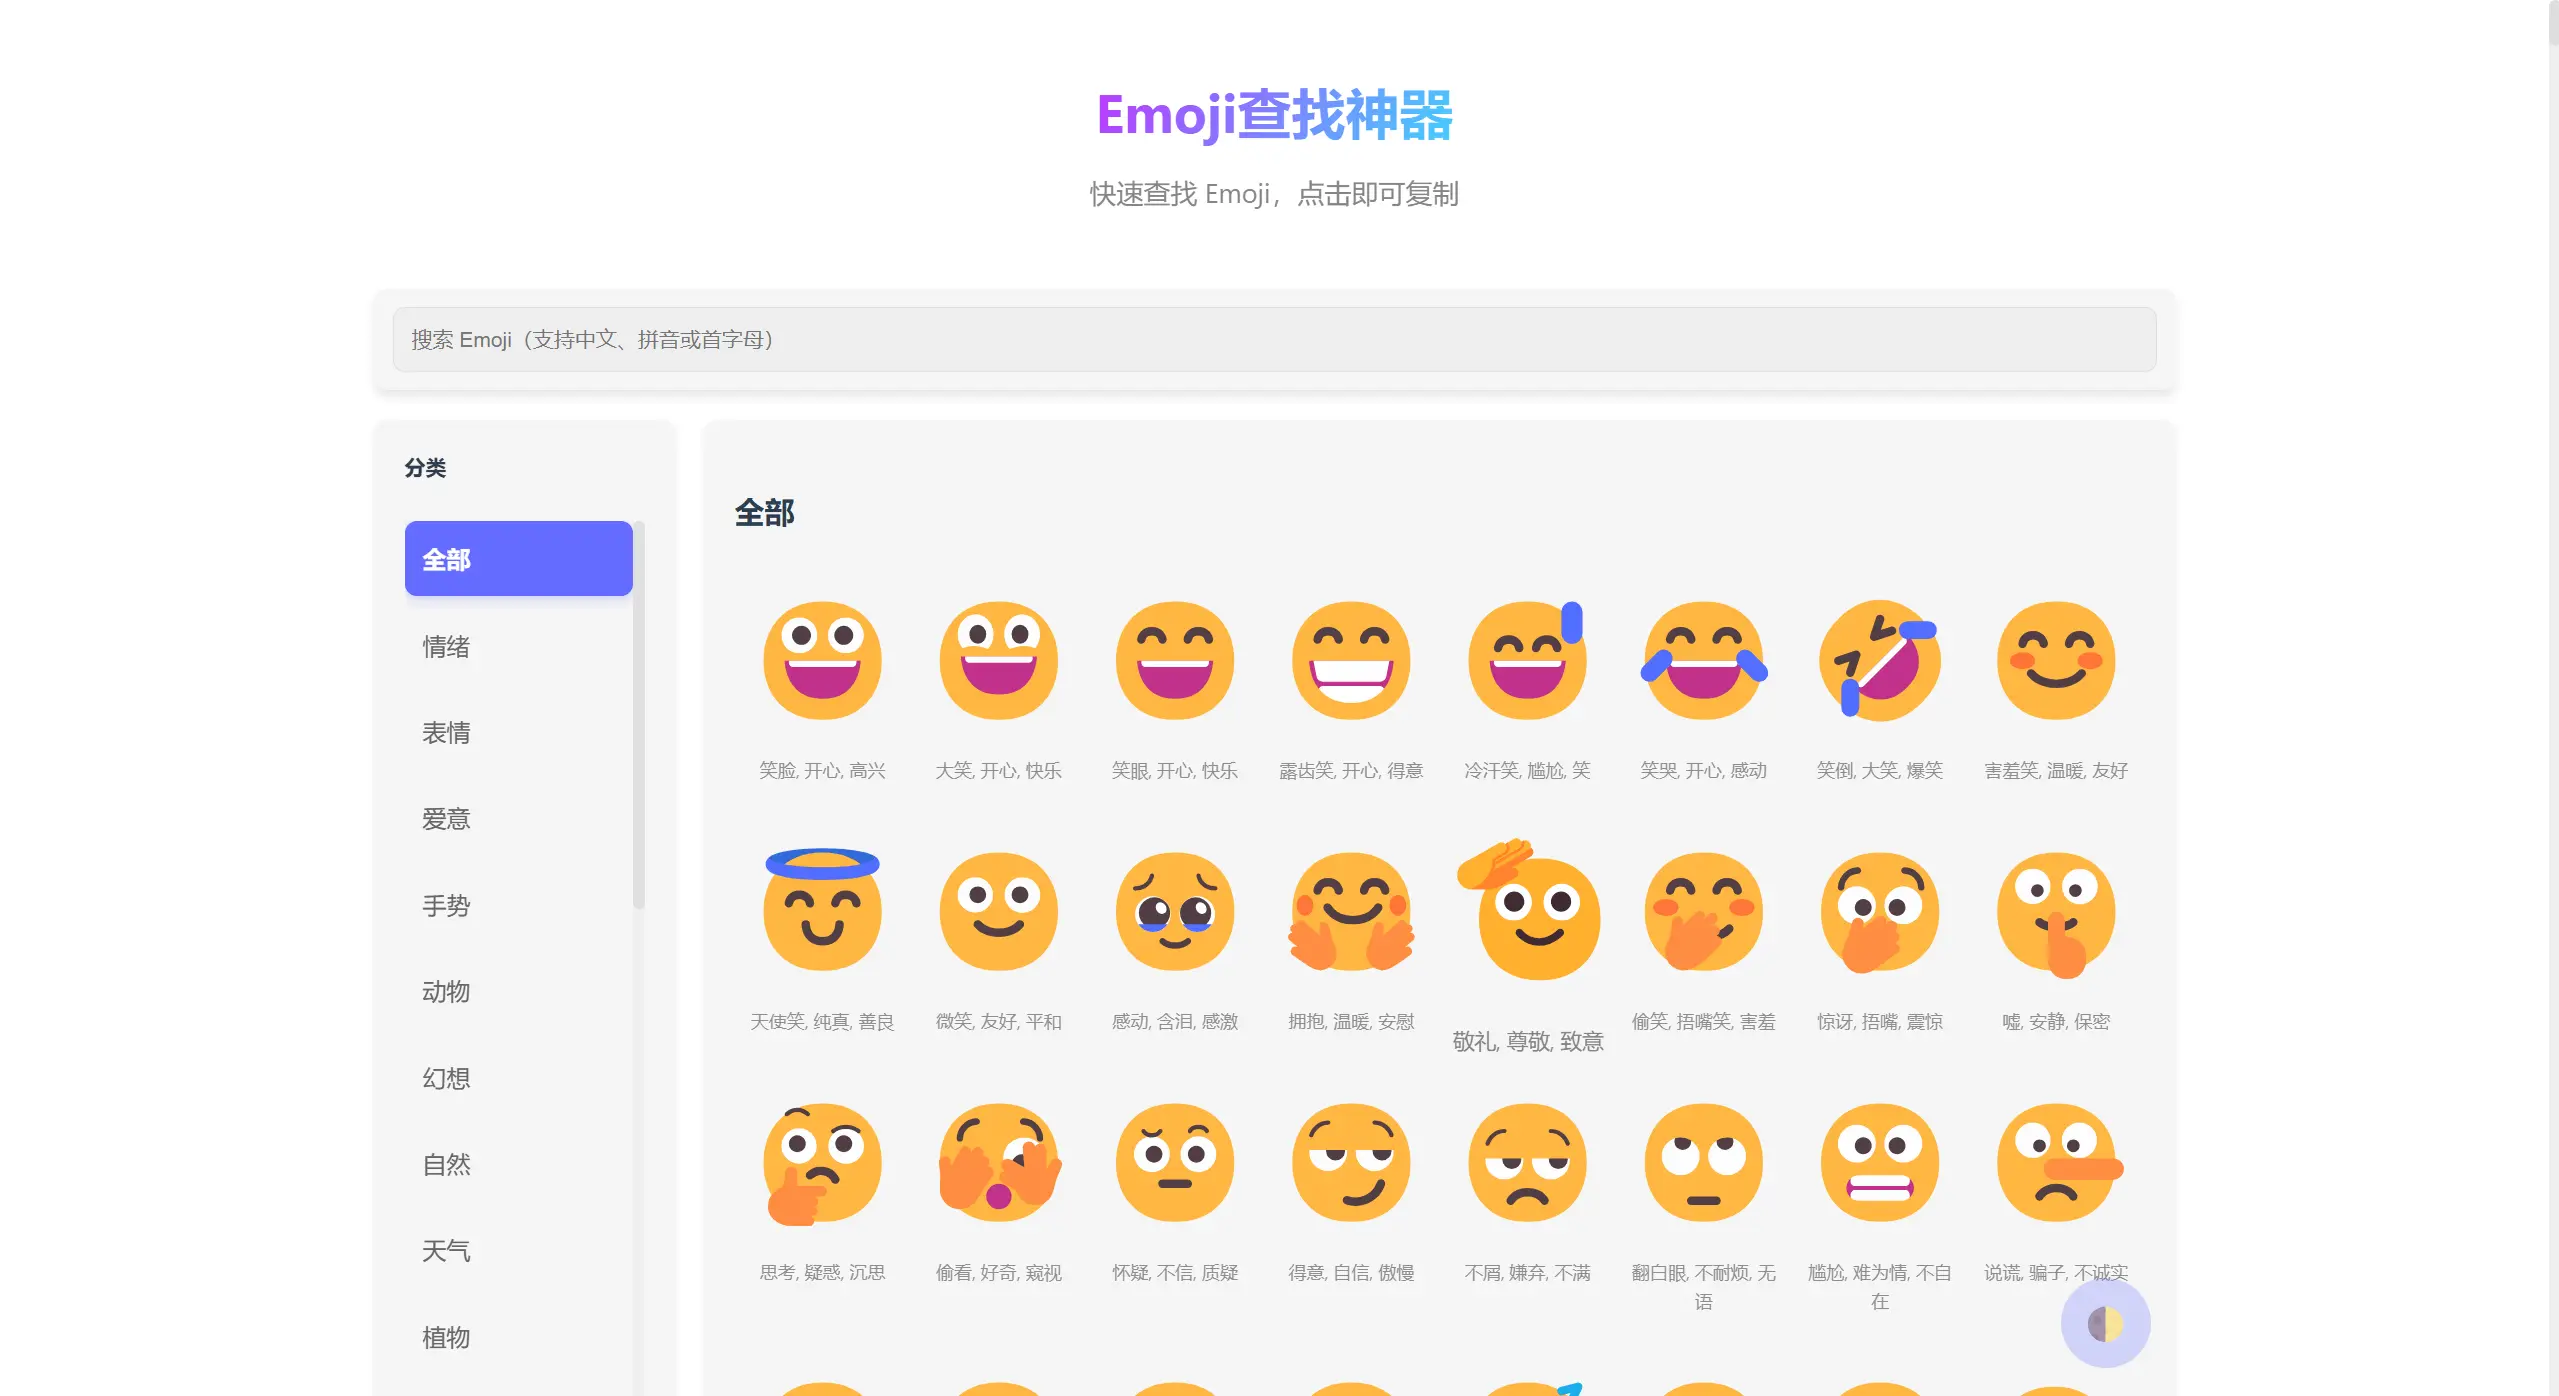 Emoji查找神器
快速查找 Emoji，点击即可复制
搜索 Emoji（支持中文、拼音或首字母）
分类
全部
情绪
表情
爱意
手势
动物
幻想
自然
天气
植物
全部
笑脸, 开心, 高兴
大笑, 开心, 快乐
笑眼, 开心, 快乐
露齿笑, 开心, 得意
冷汗笑, 尴尬, 笑
笑哭, 开心, 感动
笑倒, 大笑, 爆笑
害羞笑, 温暖, 友好
天使笑, 纯真, 善良
微笑, 友好, 平和
感动, 含泪, 感激
拥抱, 温暖, 安慰
敬礼, 尊敬, 致意
偷笑, 捂嘴笑, 害羞
惊讶, 捂嘴, 震惊
嘘, 安静, 保密
思考, 疑惑, 沉思
偷看, 好奇, 窥视
怀疑, 不信, 质疑
得意, 自信, 傲慢
不屑, 嫌弃, 不满
翻白眼, 不耐烦, 无
语
尴尬, 难为情, 不自
在
说谎, 骗子, 不诚实